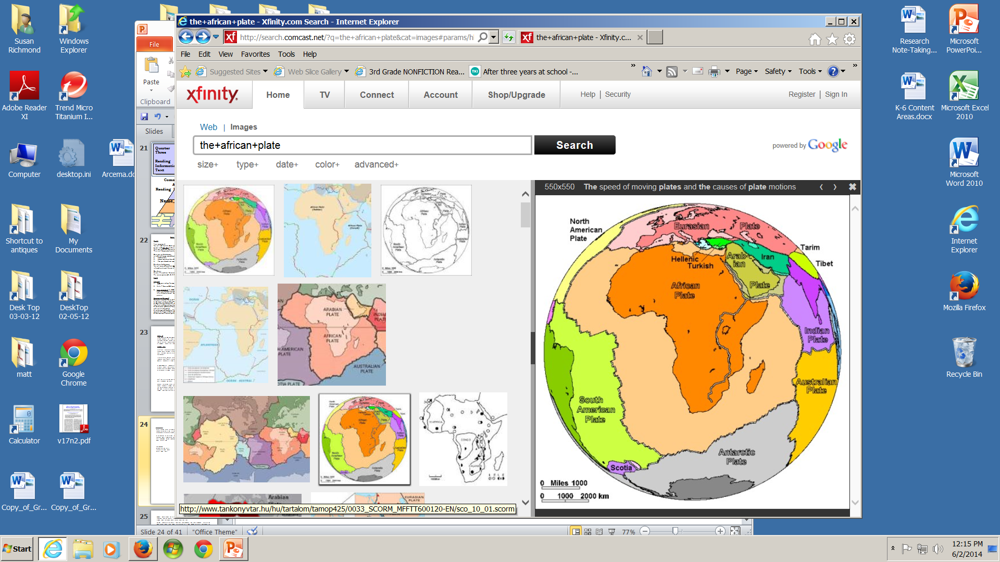 Susan
Richmond
Windows
Explorer
Adobe Reader
XI
Trend Micro
Titanium I...
Computer
desktop.ini
Arcema.do
Shortcut to
antiques
My
Documents
Desk Top
03-03-12
DeskTop
02-05-12
matt
Google
Chrome
Calculator
v17n2.pdf
Copy_of_Gr...
Copy_of_Gr...
File
Paste
Clipboard
Slides
21
Quarter
Three
Reading
Text
22
23
24
25
Slide 24 of 41
"Office Theme"
77%
the+african+plate - Xfinity.com Search - Internet Explorer
http://search.comcast.net/?q=the+african+plate&cat=images#params/h
the+african+plate - Xfinity.c...
File Edit View Favorites Tools Help
Suggested Sites
Web Slice Gallery
3rd Grade NONFICTION Rea...
After three years at school -...
Page Safety Tools
xfinity
Home TV Connect Account Shop/Upgrade
Help | Security
Register | Sign In
Web | Images
the+african+plate
Search
powered by Google
size+ type+ date+ color+ advanced+
550x550 The speed of moving plates and the causes of plate motions
ARABIAN
PLATE
AFRICAN
PLATE
AUSTRALIAN
PLATE
CONGO
Arabian
EURASIAN
North
American
Plate
Eurasian Plate
Tarim
Tibet
Iran
Arab-
ian
Plate
Hellenic
Turkish
African
Plate
Indian
Plate
Australian
Plate
South
American
Plate
Antarctic
Plate
Scotia
0 Miles 1000
0 1000 2000 km
http://www.tankonyvtar.hu/hu/tartalom/tamop425/0033_SCORM_MFFTT600120-EN/sco_10_01.scorm
Research
Note-Taking...
Microsoft
PowerPoi...
K-6 Content
Areas.docx
Microsoft Excel
2010
Microsoft
Word 2010
Internet
Explorer
Mozilla Firefox
Recycle Bin
Start
12:15 PM
6/2/2014